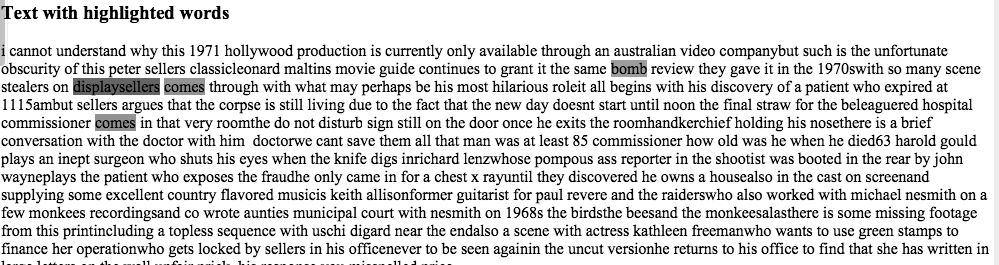 Text with highlighted words
i cannot understand why this 1971 hollywood production is currently only available through an australian video companybut such is the unfortunate
obscurity of this peter sellers classicleonard maltins movie guide continues to grant it the same bomb review they gave it in the 1970swith so many scene
stealers on displaysellers comes through with what may perhaps be his most hilarious roleit all begins with his discovery of a patient who expired at
1115ambut sellers argues that the corpse is still living due to the fact that the new day doesnt start until noon the final straw for the beleaguered hospital
commissioner comes in that very roomthe do not disturb sign still on the door once he exits the roomhandkerchief holding his nosethere is a brief
conversation with the doctor with him doctorwe cant save them all that man was at least 85 commissioner how old was he when he died63 harold gould
plays an inept surgeon who shuts his eyes when the knife digs inrichard lenzwhose pompous ass reporter in the shootist was booted in the rear by john
wayneplays the patient who exposes the fraudhe only came in for a chest x rayuntil they discovered he owns a housealso in the cast on screenand
supplying some excellent country flavored musicis keith allisonformer guitarist for paul revere and the raiderswho also worked with michael nesmith on a
few monkees recordingsand co wrote aunties municipal court with nesmith on 1968s the birdsthe beesand the monkeesalasthere is some missing footage
from this printincluding a topless sequence with uschi digard near the endalso a scene with actress kathleen freemanwho wants to use green stamps to
finance her operationwho gets locked by sellers in his officenever to be seen againin the uncut versionhe returns to his office to find that she has written in